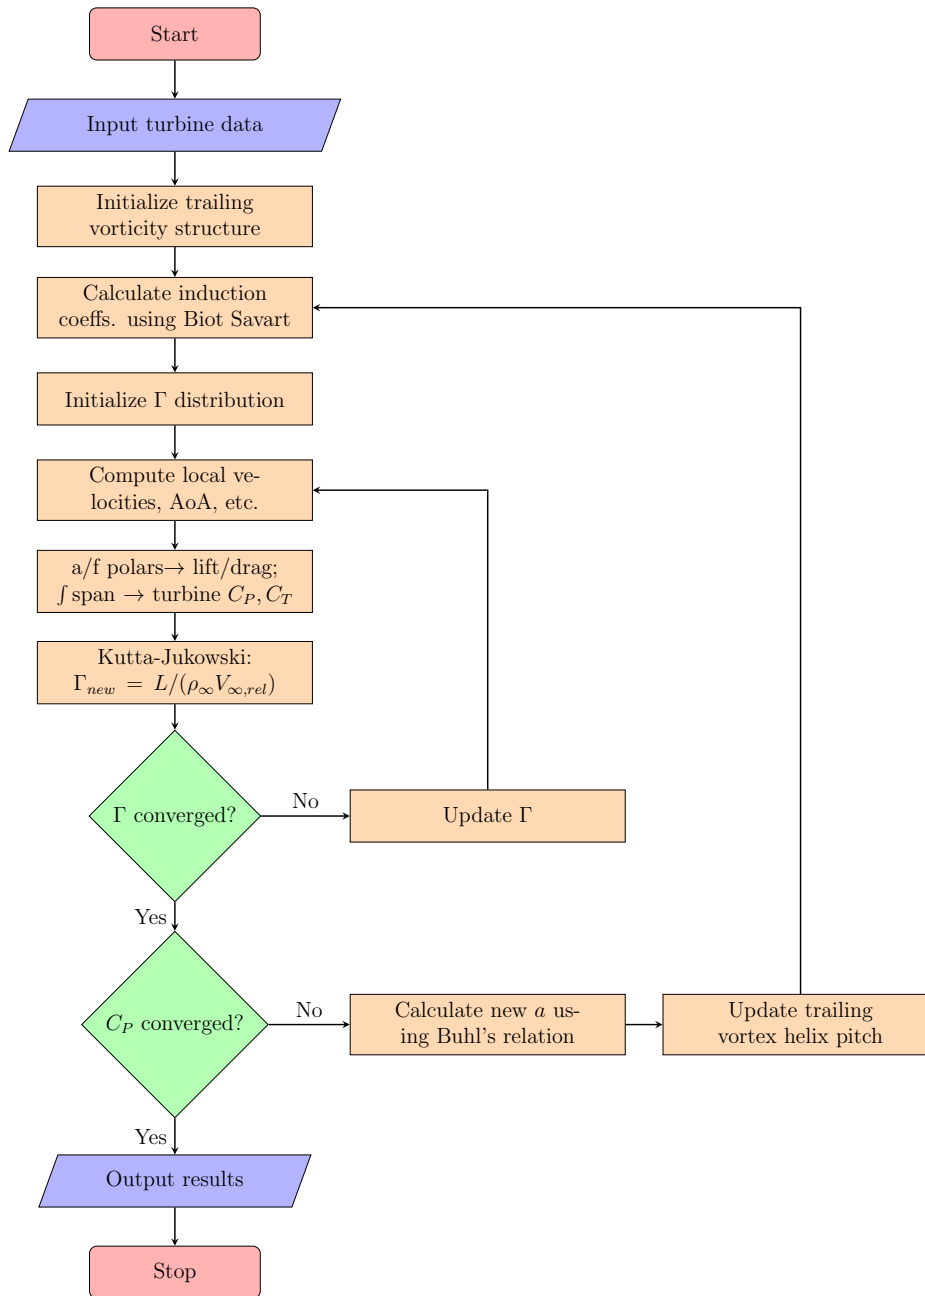 Start
Input turbine data
Initialize trailing
vorticity structure
Calculate induction
coeffs. using Biot Savart
Initialize Γ distribution
Compute local ve-
locities, AoA, etc.
a/f polars→ lift/drag;
∫ span → turbine C_P, C_T
Kutta-Jukowski:
Γ_new = L/(ρ_∞V_∞,rel)
Γ converged?
No
Update Γ
Yes
C_P converged?
No
Calculate new a us-
ing Buhl's relation
Update trailing
vortex helix pitch
Yes
Output results
Stop